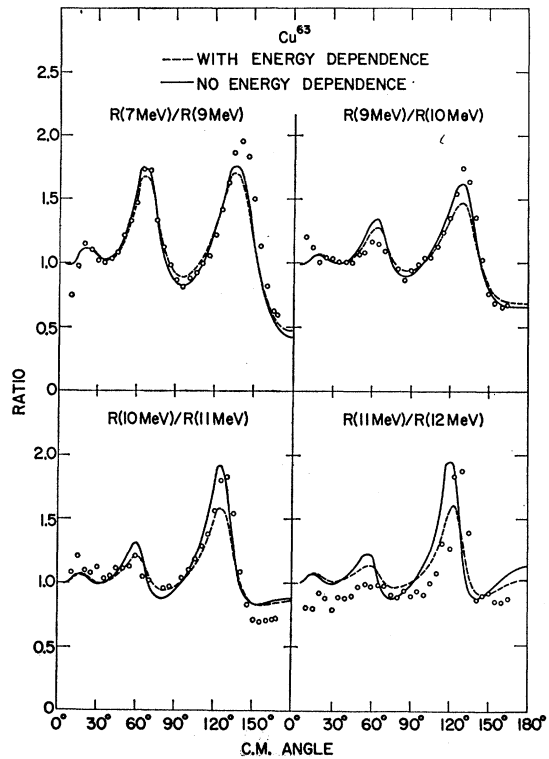 Cu63
WITH ENERGY DEPENDENCE
NO ENERGY DEPENDENCE
R(7MeV)/R(9MeV) R(9MeV)/R(10MeV)
2.5
2.0
1.5
1.0
0.5
0
RATIO
R(10MeV)/R(11MeV) R(11MeV)/R(12MeV)
2.0
1.5
1.0
0.5
0
0° 30° 60° 90° 120° 150° 0° 30° 60° 90° 120° 150° 180°
C.M. ANGLE